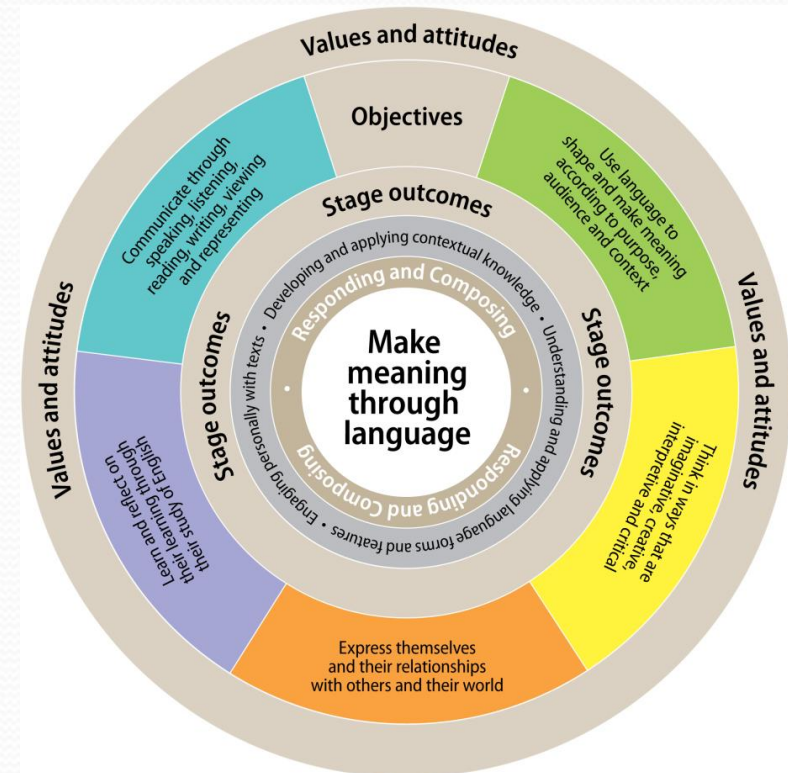 Values and attitudes
Objectives
Communicate through
speaking, listening,
reading, writing, viewing
and representing
Use language to
shape and make meaning
according to purpose,
audience and context
Think in ways that are
imaginative, creative,
interpretive and critical
Express themselves
and their relationships
with others and their world
Learn and reflect on
their learning through
their study of English
Values and attitudes
Values and attitudes
Stage outcomes
Stage outcomes
Stage outcomes
Developing and applying contextual knowledge • Understanding and applying language forms and features • Engaging personally with texts •
Responding and Composing •
Responding and Composing •
Make
meaning
through
language